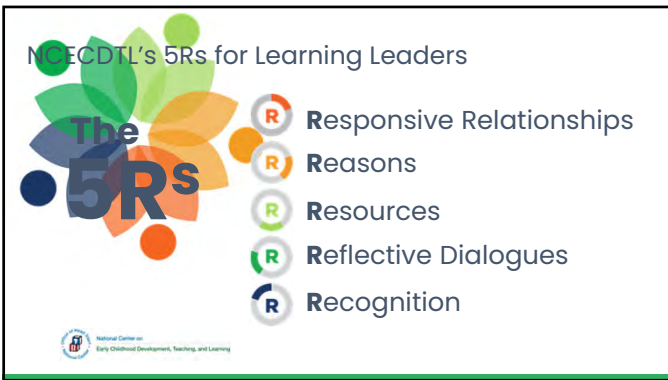 NCECDTL's 5Rs for Learning Leaders
The
5Rs
R Responsive Relationships
R Reasons
R Resources
R Reflective Dialogues
R Recognition
National Center on
Early Childhood Development, Teaching, and Learning